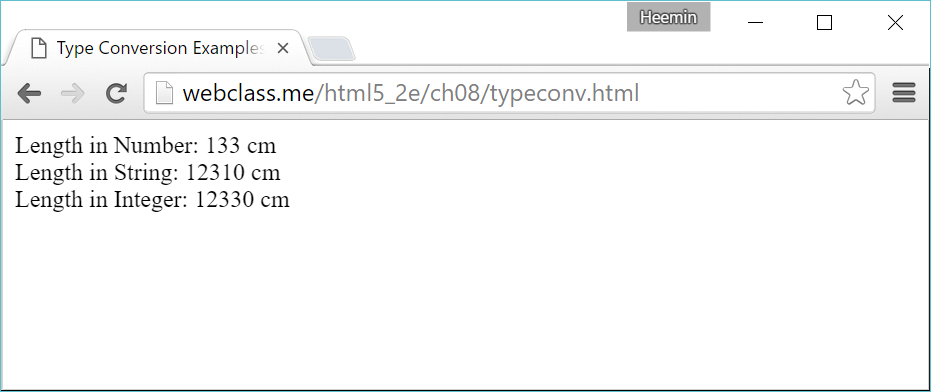 Heemin
Type Conversion Examples
webclass.me/html5_2e/ch08/typeconv.html
Length in Number: 133 cm
Length in String: 12310 cm
Length in Integer: 12330 cm